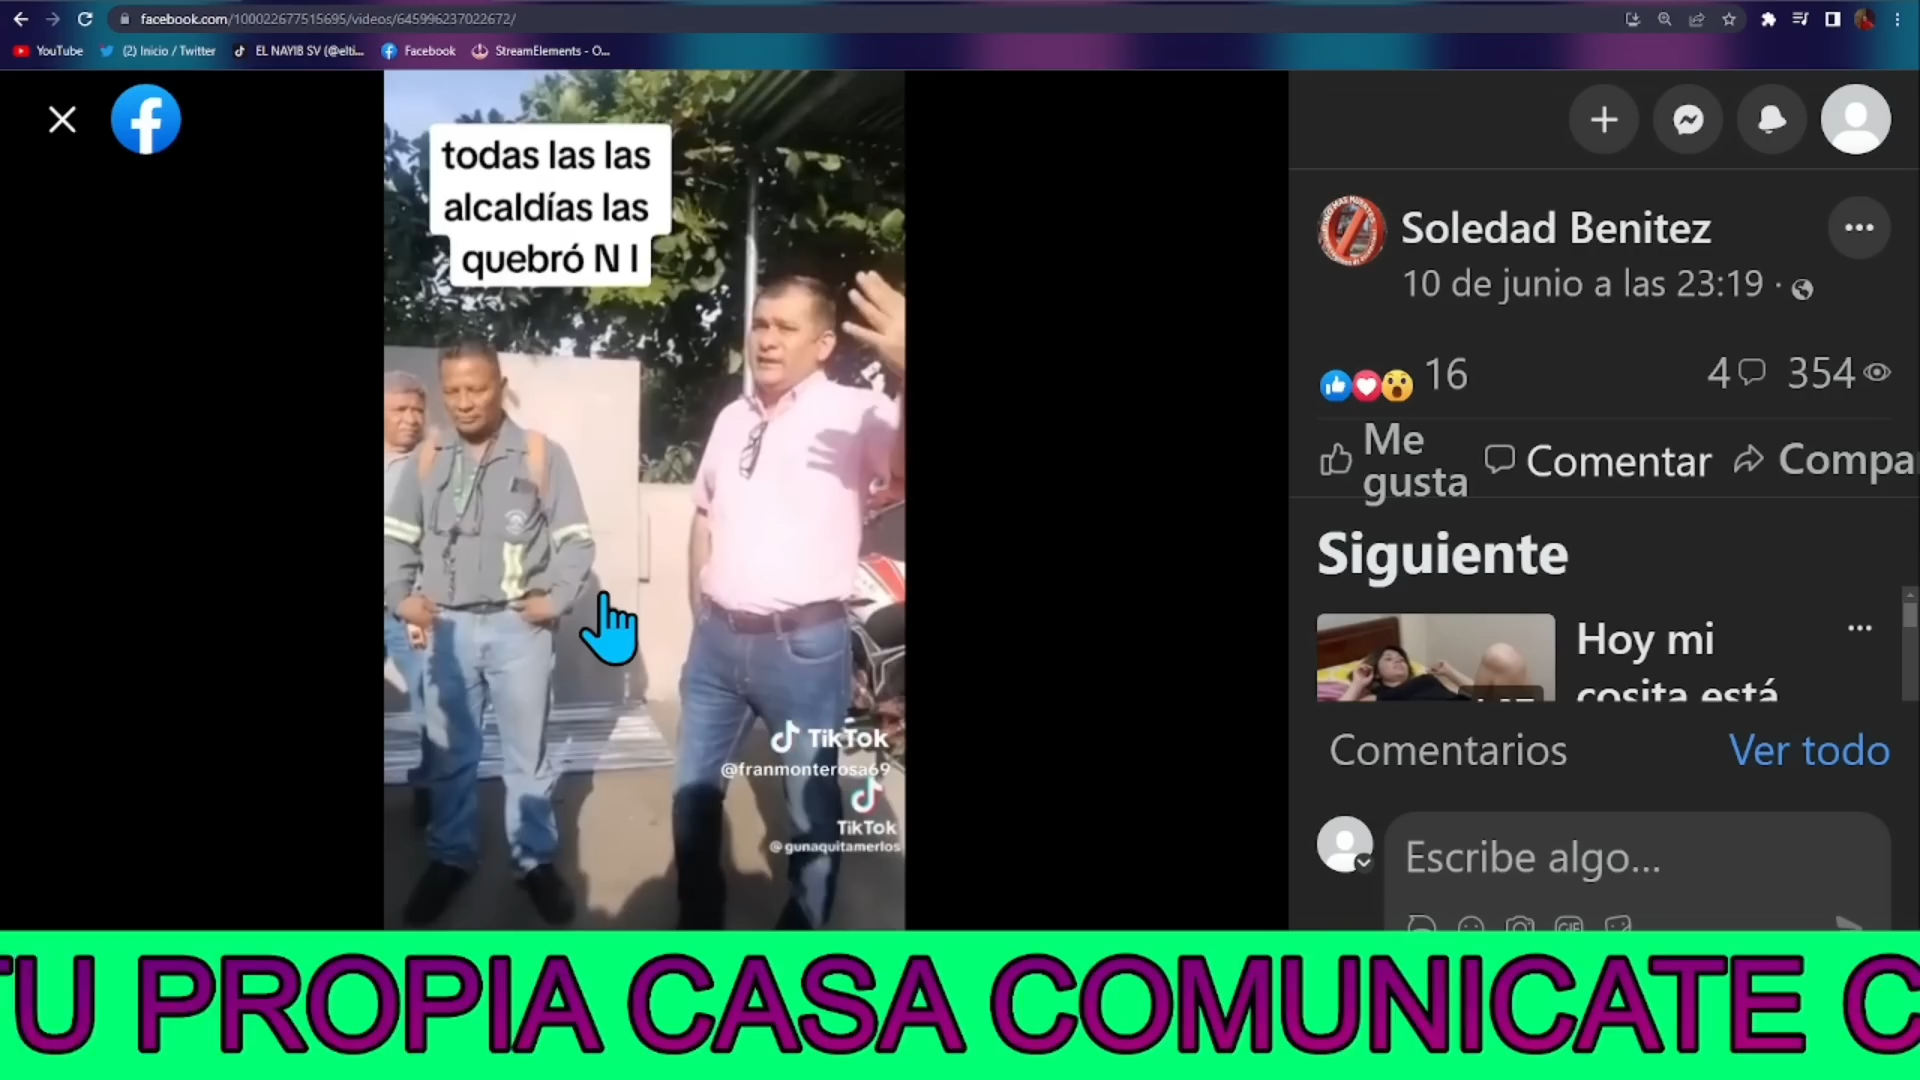 facebook.com/100022677515695/videos/645996237022672/
YouTube
(2) Inicio / Twitter
EL NAYIB SV (@elti...
Facebook
StreamElements - O...
todas las las
alcaldías las
quebró N I
TikTok
@franmonterosa69
TikTok
@gunaquitamerlos
Soledad Benitez
10 de junio a las 23:19 ·
16
4
354
Me
gusta
Comentar
Compa
Siguiente
Hoy mi
cosita está
Comentarios
Ver todo
Escribe algo...
GIF
TU PROPIA CASA COMUNICATE C